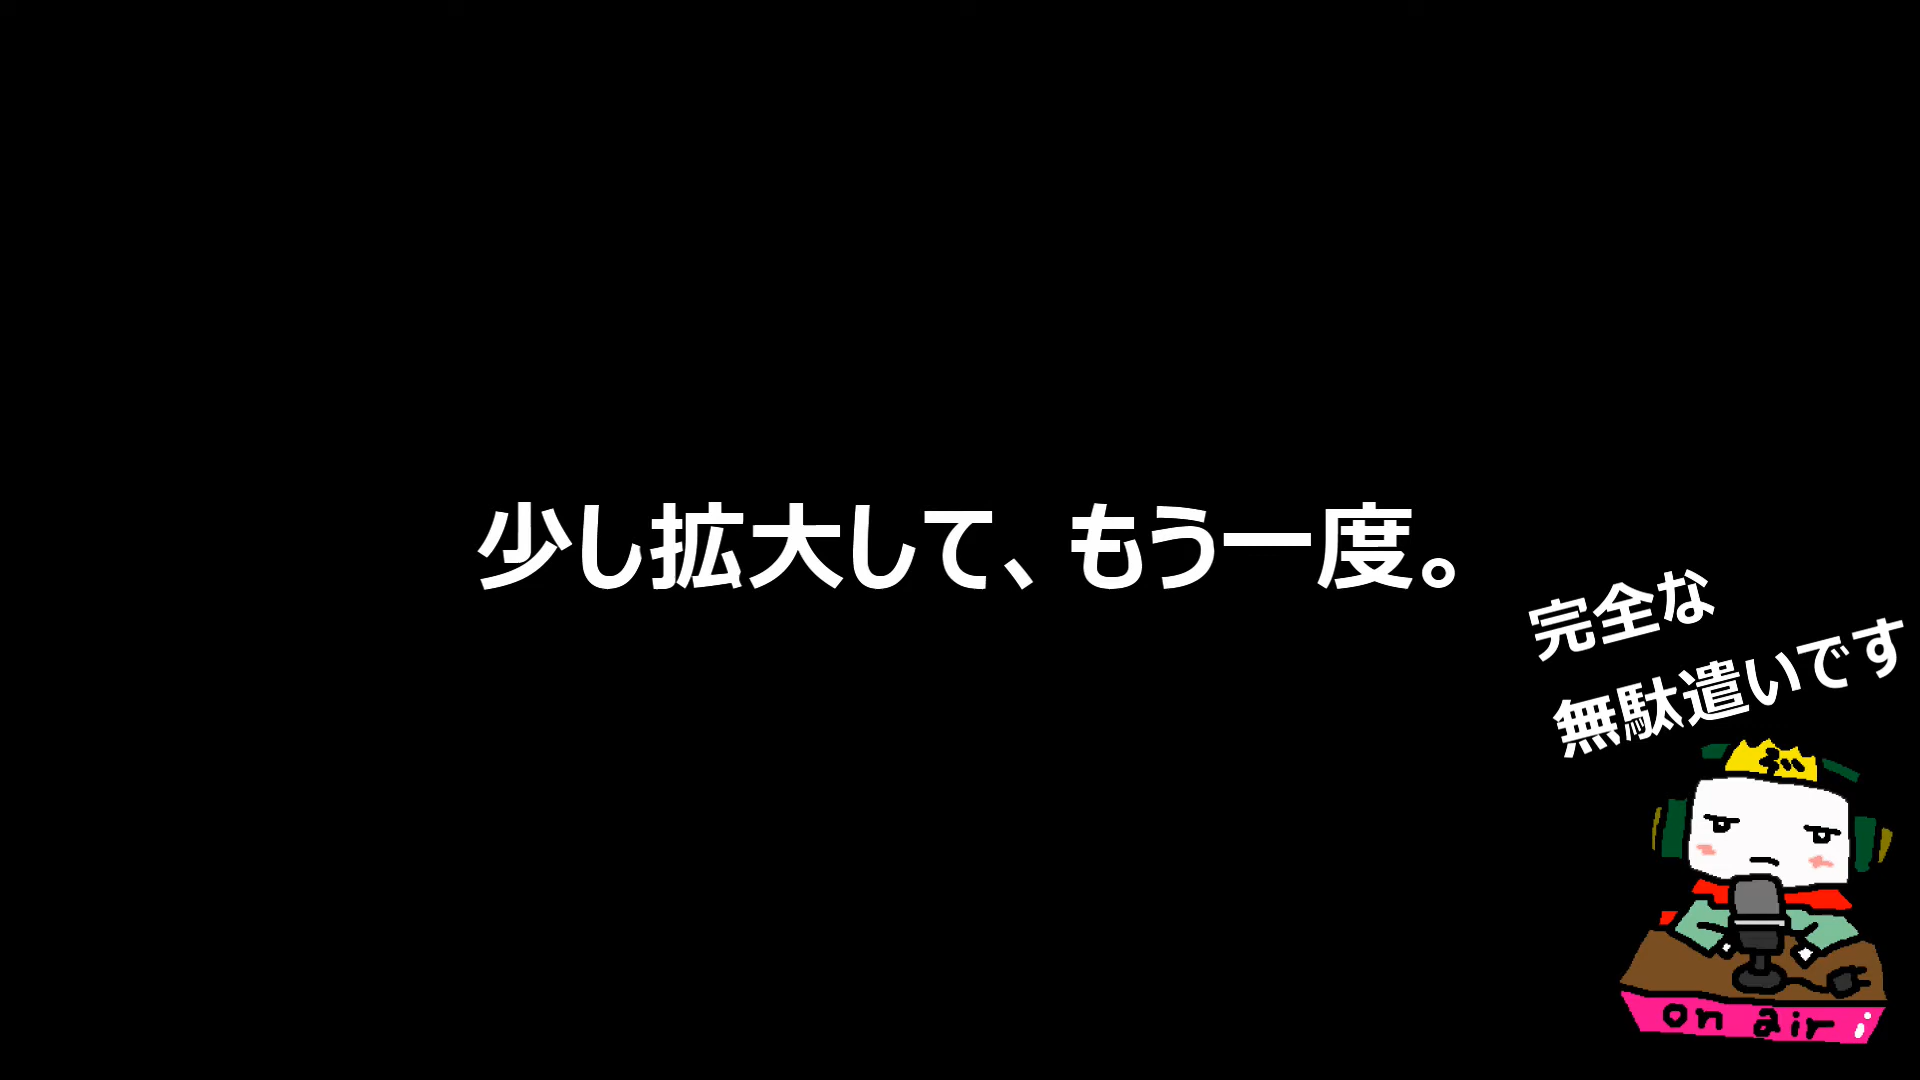 少し拡大して、もう一度。
完全な
無駄遣いです
on air